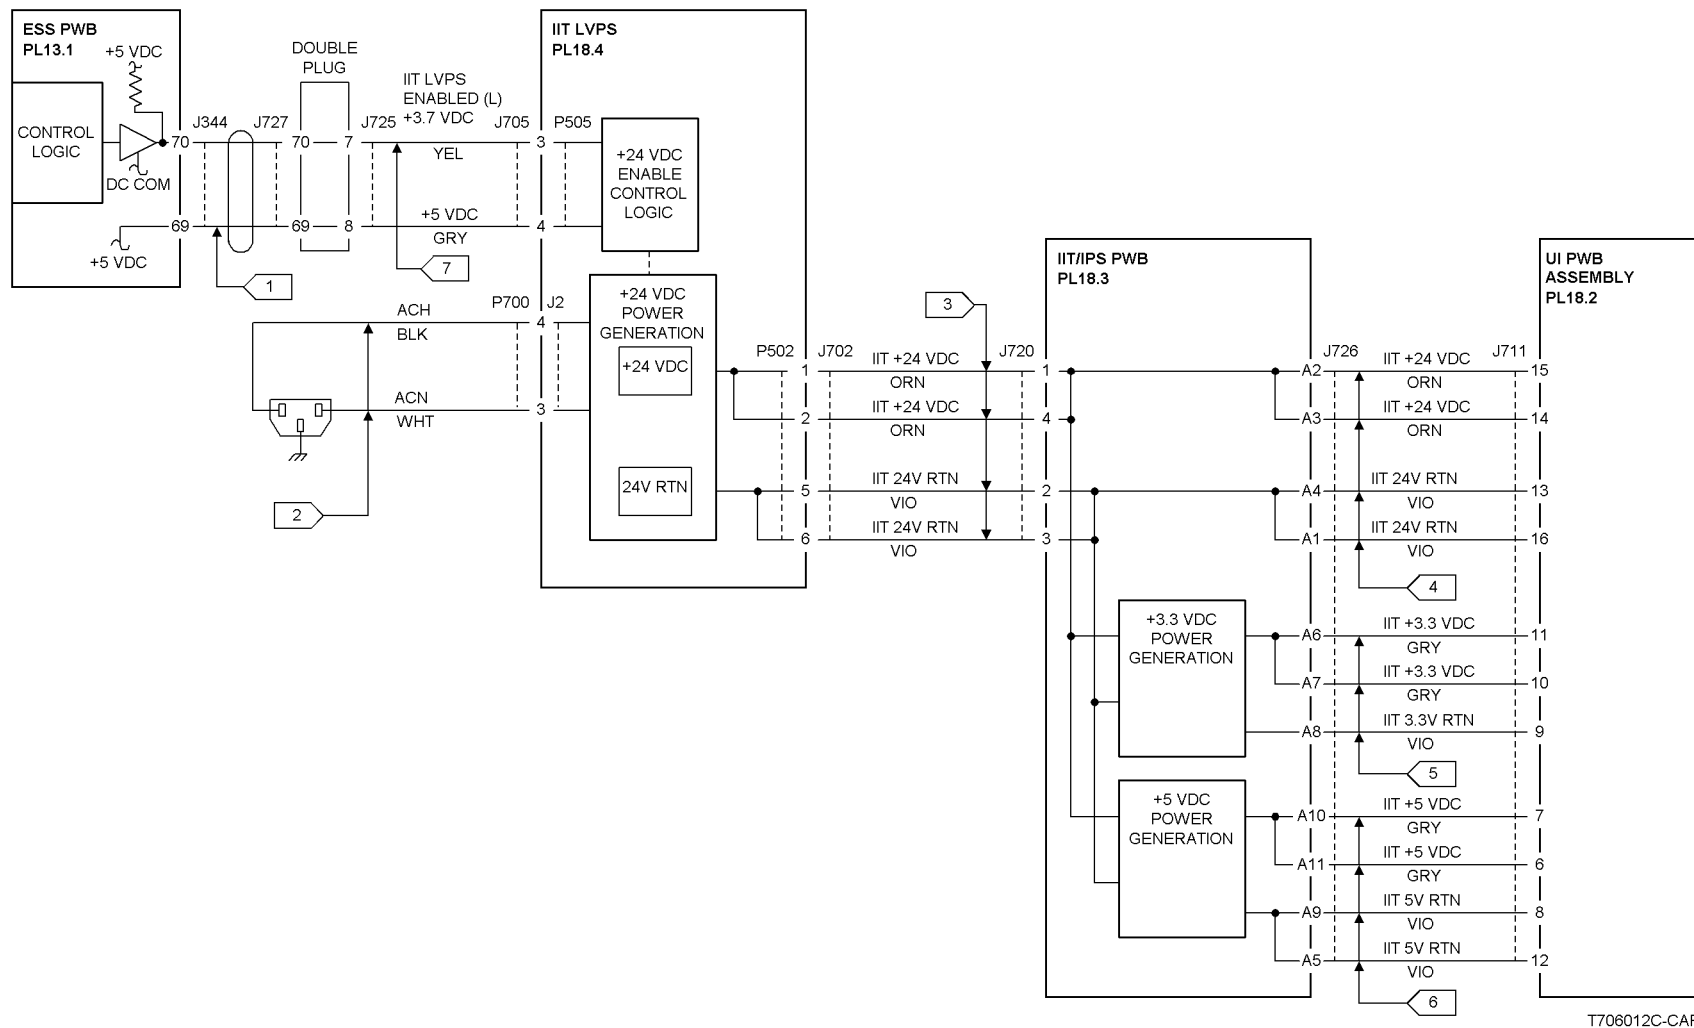 ESS PWB
PL13.1
+5 VDC
CONTROL
LOGIC
DC COM
+5 VDC
70
69
J344
J727
DOUBLE
PLUG
70
7
69
8
J725
IIT LVPS
ENABLED (L)
+3.7 VDC
YEL
+5 VDC
GRY
J705
P505
1
7
IIT LVPS
PL18.4
3
4
+24 VDC
ENABLE
CONTROL
LOGIC
P700
J2
ACH
BLK
4
ACN
WHT
3
2
+24 VDC
POWER
GENERATION
+24 VDC
24V RTN
P502
J702
1
2
5
6
3
IIT +24 VDC
ORN
IIT +24 VDC
ORN
IIT 24V RTN
VIO
IIT 24V RTN
VIO
J720
1
4
2
3
IIT/IPS PWB
PL18.3
+3.3 VDC
POWER
GENERATION
+5 VDC
POWER
GENERATION
J726
J711
A2
IIT +24 VDC
ORN
15
A3
IIT +24 VDC
ORN
14
A4
IIT 24V RTN
VIO
13
A1
IIT 24V RTN
VIO
16
4
A6
IIT +3.3 VDC
GRY
11
A7
IIT +3.3 VDC
GRY
10
A8
IIT 3.3V RTN
VIO
9
5
A10
IIT +5 VDC
GRY
7
A11
IIT +5 VDC
GRY
6
A9
IIT 5V RTN
VIO
8
A5
IIT 5V RTN
VIO
12
6
UI PWB
ASSEMBLY
PL18.2